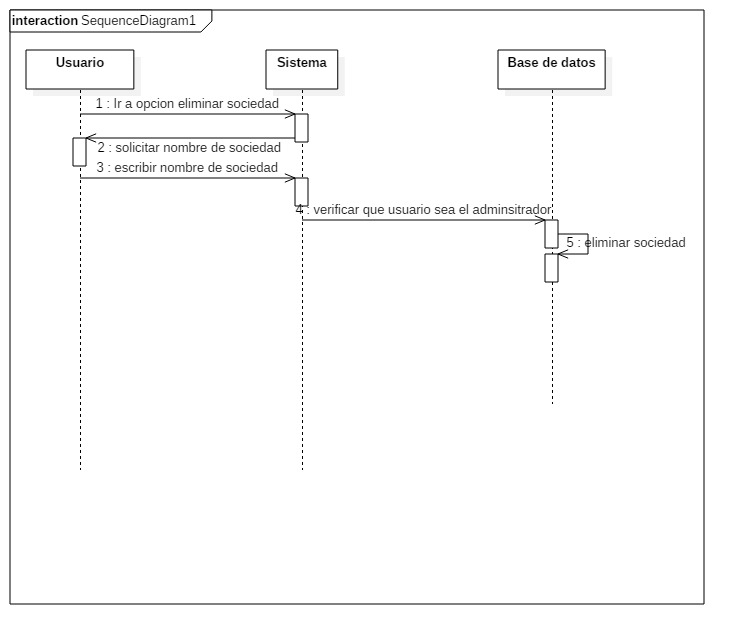 interaction SequenceDiagram1
Usuario
Sistema
Base de datos
1 : Ir a opcion eliminar sociedad
2 : solicitar nombre de sociedad
3 : escribir nombre de sociedad
4 : verificar que usuario sea el adminsitrador
5 : eliminar sociedad